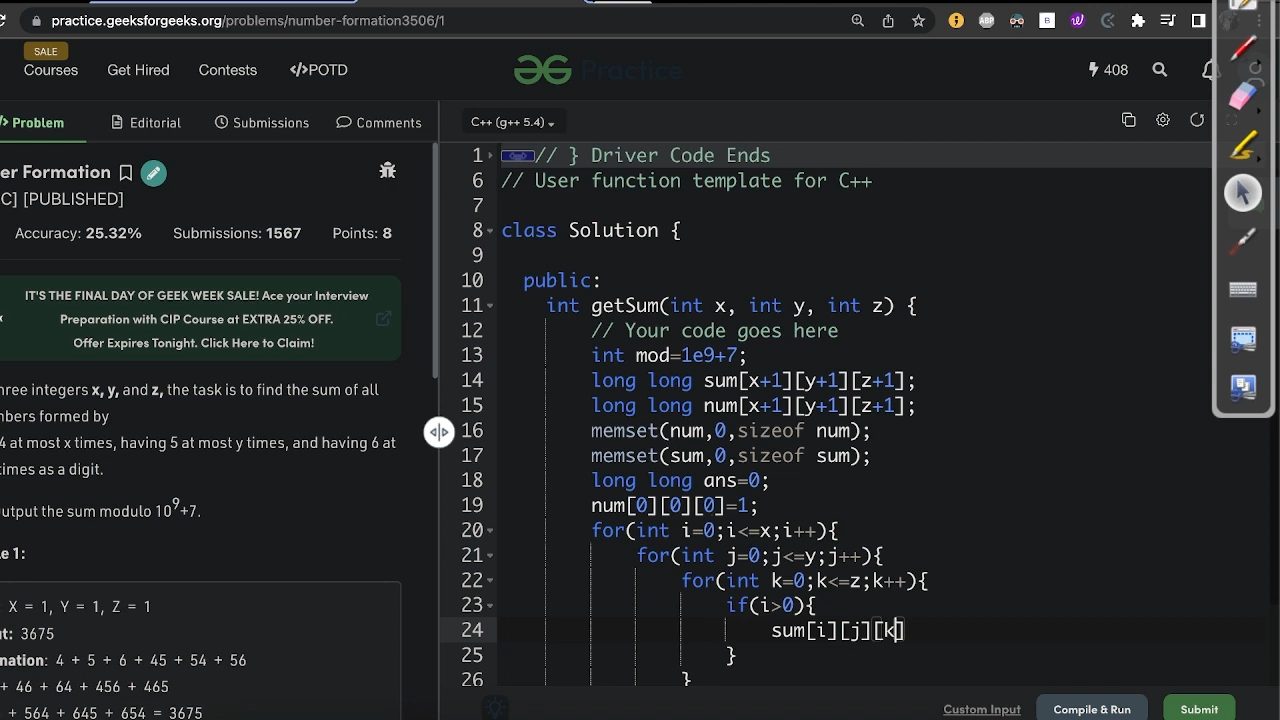 practice.geeksforgeeks.org/problems/number-formation3506/1
SALE
Courses
Get Hired
Contests
</>POTD
Practice
408
Problem
Editorial
Submissions
Comments
C++ (g++ 5.4)
er Formation
C] [PUBLISHED]
Accuracy: 25.32%
Submissions: 1567
Points: 8
IT'S THE FINAL DAY OF GEEK WEEK SALE! Ace your Interview
Preparation with CIP Course at EXTRA 25% OFF.
Offer Expires Tonight. Click Here to Claim!
hree integers x, y, and z, the task is to find the sum of all
nbers formed by
4 at most x times, having 5 at most y times, and having 6 at
times as a digit.
utput the sum modulo 10^9+7.
le 1:
X = 1, Y = 1, Z = 1
ut: 3675
nation: 4 + 5 + 6 + 45 + 54 + 56
+ 46 + 64 + 456 + 465
+ 564 + 645 + 654 = 3675
1 // } Driver Code Ends
6 // User function template for C++
7
8 class Solution {
9
10 public:
11 int getSum(int x, int y, int z) {
12 // Your code goes here
13 int mod=1e9+7;
14 long long sum[x+1][y+1][z+1];
15 long long num[x+1][y+1][z+1];
16 memset(num,0,sizeof num);
17 memset(sum,0,sizeof sum);
18 long long ans=0;
19 num[0][0][0]=1;
20 for(int i=0;i<=x;i++){
21 for(int j=0;j<=y;j++){
22 for(int k=0;k<=z;k++){
23 if(i>0){
24 sum[i][j][k]
25 }
26 }
Custom Input
Compile & Run
Submit